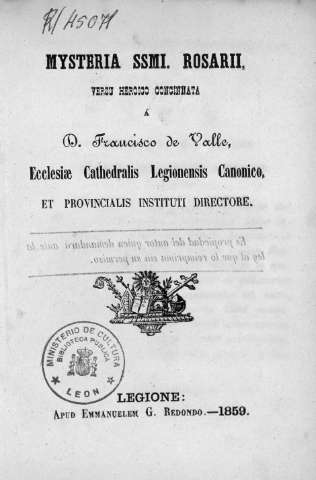 R/45071
MYSTERIA SSMI. ROSARII,
VERSU HEROICO CONCINNATA
Á
D. Francisco de Valle,
Ecclesiæ Cathedralis Legionensis Canonico,
ET PROVINCIALIS INSTITUTI DIRECTORE.
Es propiedad del autor quien demandará ante la
ley al que lo reimprima sin su permiso.
MINISTERIO DE CULTURA
BIBLIOTECA PÚBLICA
LEON
LEGIONE:
APUD EMMANUELEM G. REDONDO.—1859.